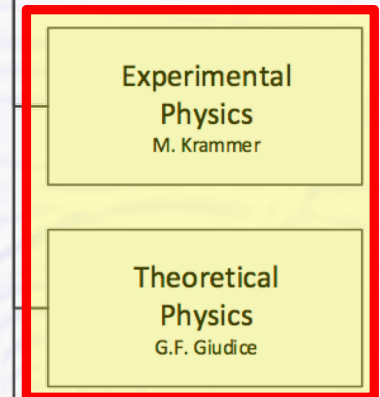 Experimental
Physics
M. Krammer
Theoretical
Physics
G.F. Giudice